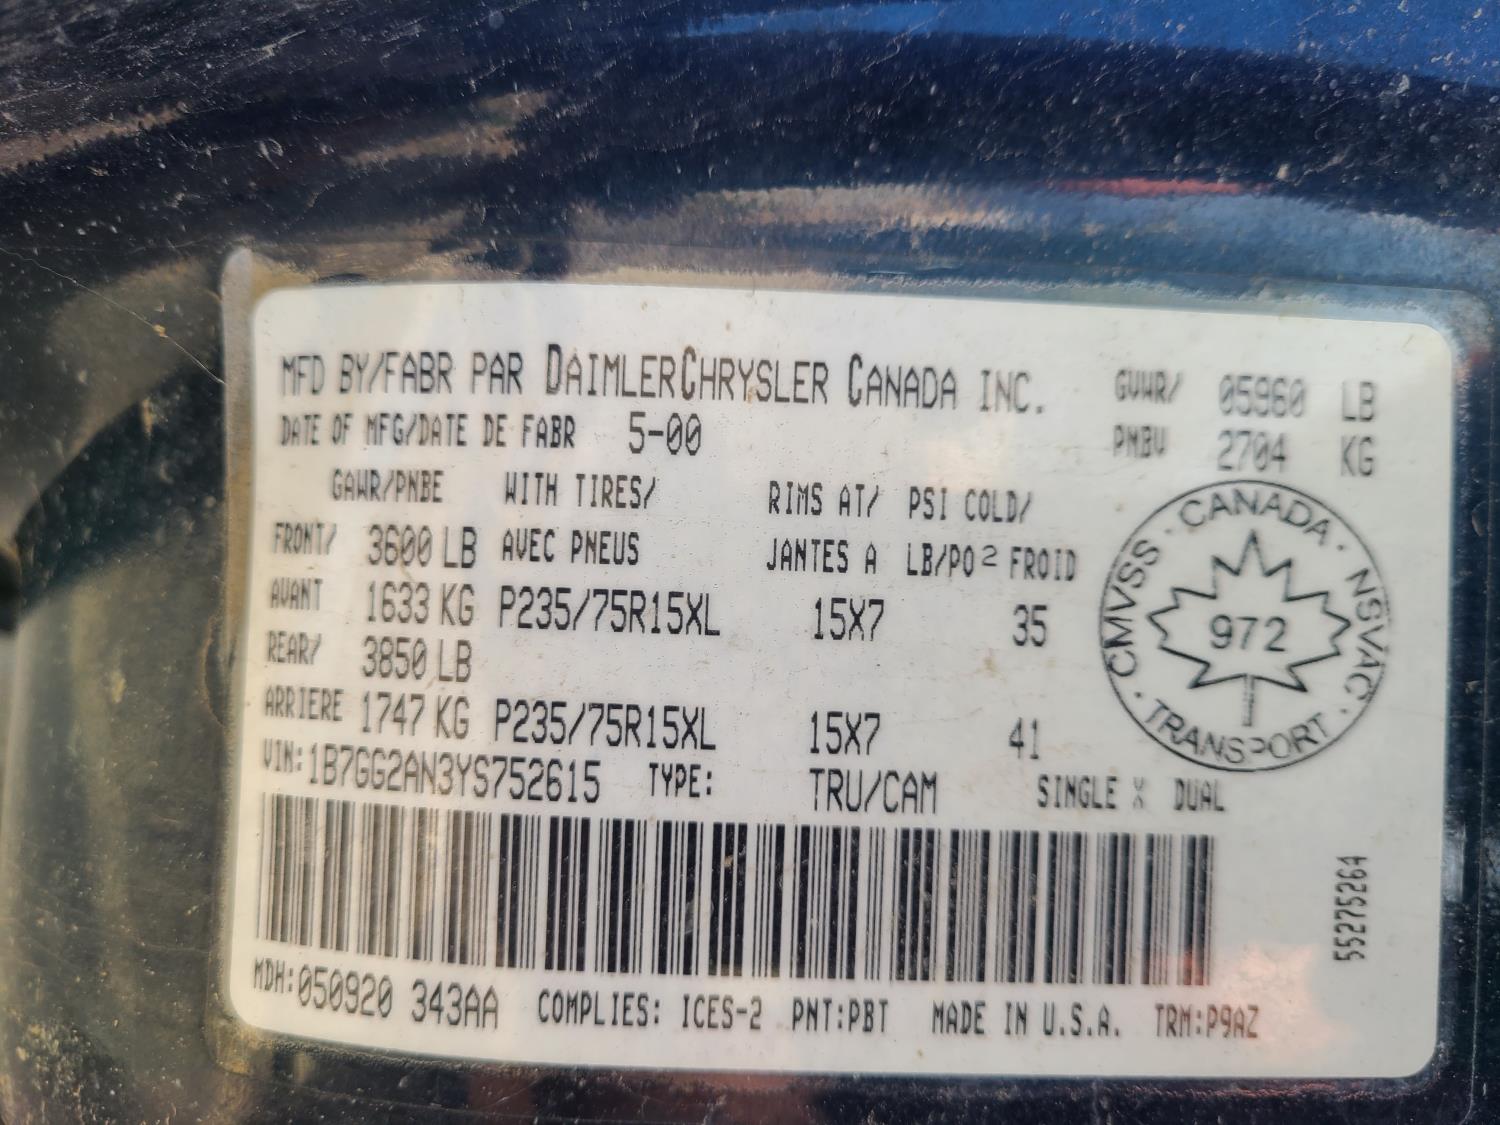 MFD BY/FABR PAR DAIMLERCHRYSLER CANADA INC. GVWR/ 05960 LB
DATE OF MFG/DATE DE FABR 5-00 PNBV 2704 KG
GAWR/PNBE WITH TIRES/ RIMS AT/ PSI COLD/
FRONT/ 3600 LB AVEC PNEUS JANTES A LB/PO² FROID
AVANT 1633 KG P235/75R15XL 15X7 35
REAR/ 3850 LB
ARRIERE 1747 KG P235/75R15XL 15X7 41
VIN:1B7GG2AN3YS752615 TYPE: TRU/CAM SINGLE X DUAL
MDH:050920 343AA COMPLIES: ICES-2 PNT:PBT MADE IN U.S.A. TRM:P9AZ
CANADA · NSVAC · TRANSPORT · CMVSS ·
972
55275264